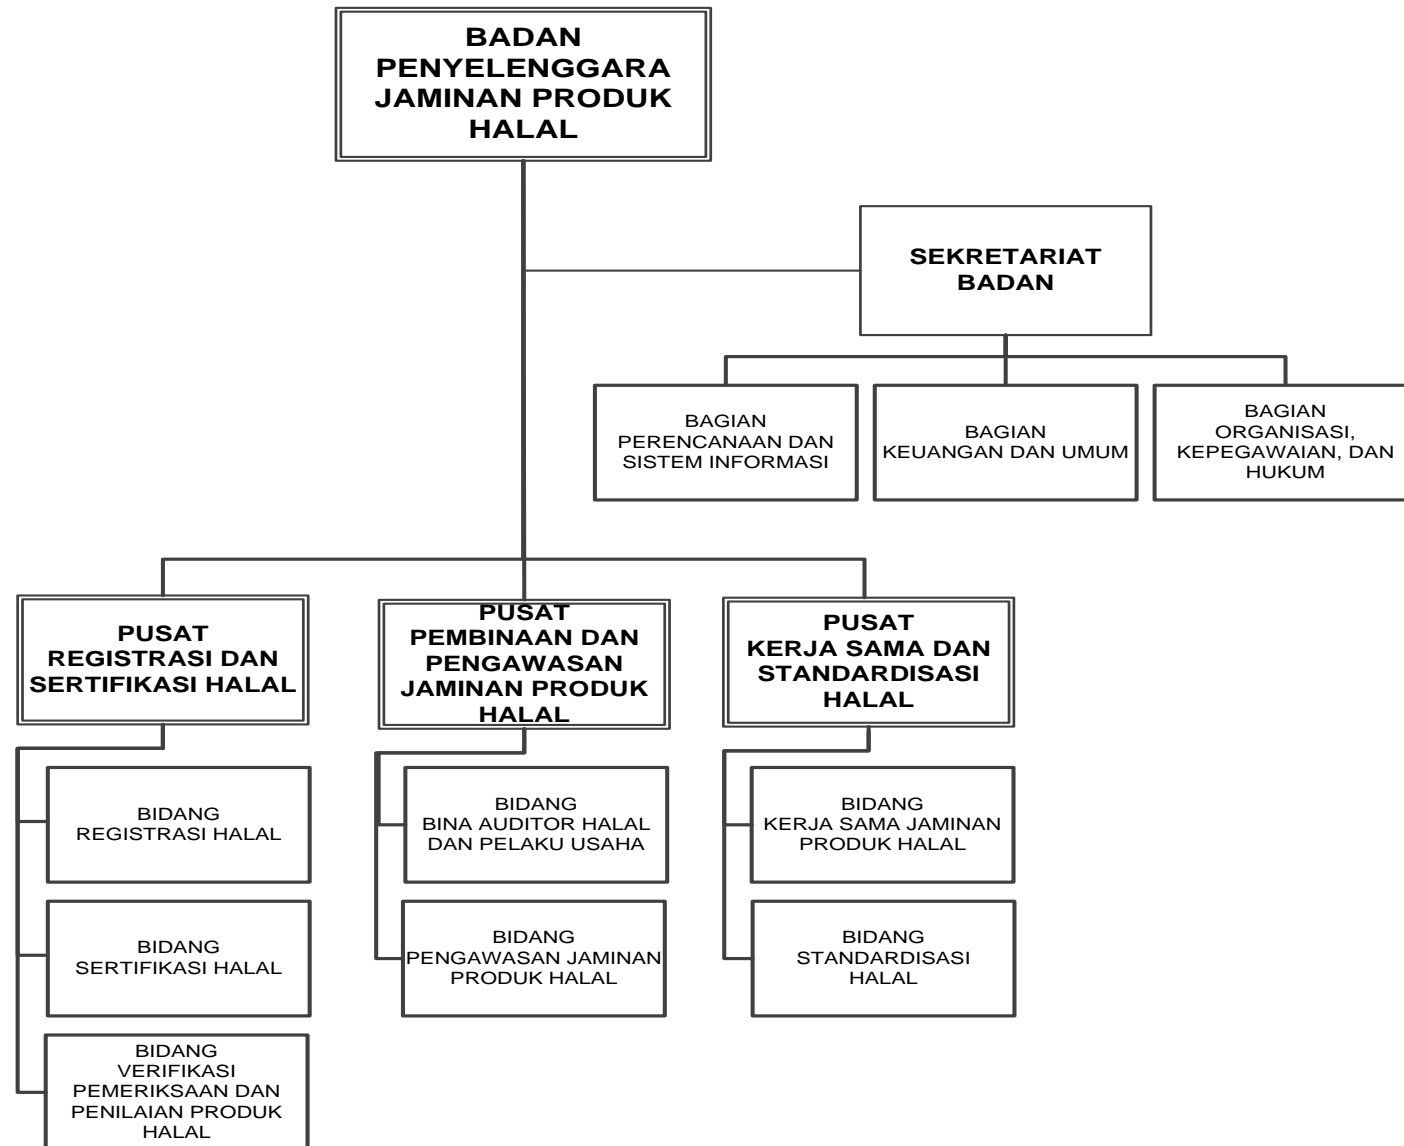 BADAN
PENYELENGGARA
JAMINAN PRODUK
HALAL
SEKRETARIAT
BADAN
BAGIAN
PERENCANAAN DAN
SISTEM INFORMASI
BAGIAN
KEUANGAN DAN UMUM
BAGIAN
ORGANISASI,
KEPEGAWAIAN, DAN
HUKUM
PUSAT
REGISTRASI DAN
SERTIFIKASI HALAL
PUSAT
PEMBINAAN DAN
PENGAWASAN
JAMINAN PRODUK
HALAL
PUSAT
KERJA SAMA DAN
STANDARDISASI
HALAL
BIDANG
REGISTRASI HALAL
BIDANG
SERTIFIKASI HALAL
BIDANG
VERIFIKASI
PEMERIKSAAN DAN
PENILAIAN PRODUK
HALAL
BIDANG
BINA AUDITOR HALAL
DAN PELAKU USAHA
BIDANG
PENGAWASAN JAMINAN
PRODUK HALAL
BIDANG
KERJA SAMA JAMINAN
PRODUK HALAL
BIDANG
STANDARDISASI
HALAL